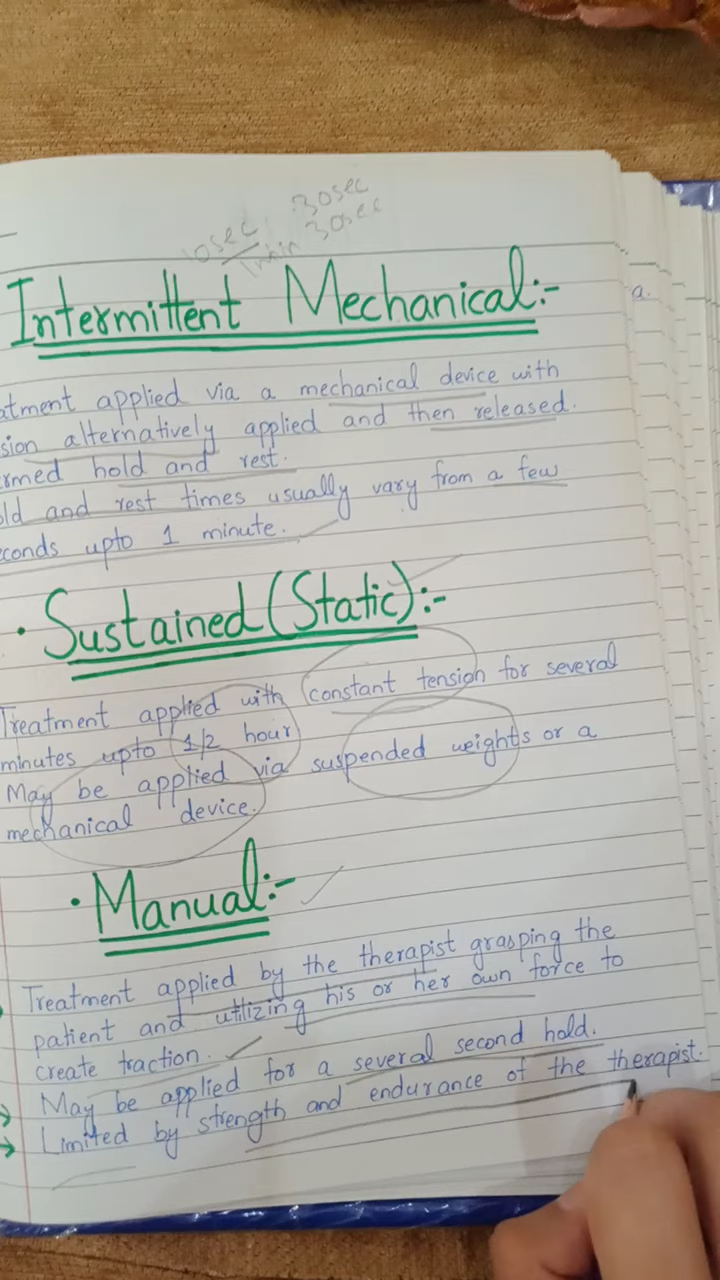 30sec
10sec 30sec
1min
Intermittent Mechanical:-
a.
atment applied via a mechanical device with
sion alternatively applied and then released.
rmed hold and rest.
ld and rest times usually vary from a few
conds upto 1 minute.
• Sustained (Static):-
Treatment applied with constant tension for several
minutes upto 1/2 hour
May be applied via suspended weights or a
mechanical device.
• Manual:-
Treatment applied by the therapist grasping the
patient and utilizing his or her own force to
create traction.
→ May be applied for a several second hold.
→ Limited by strength and endurance of the therapist.